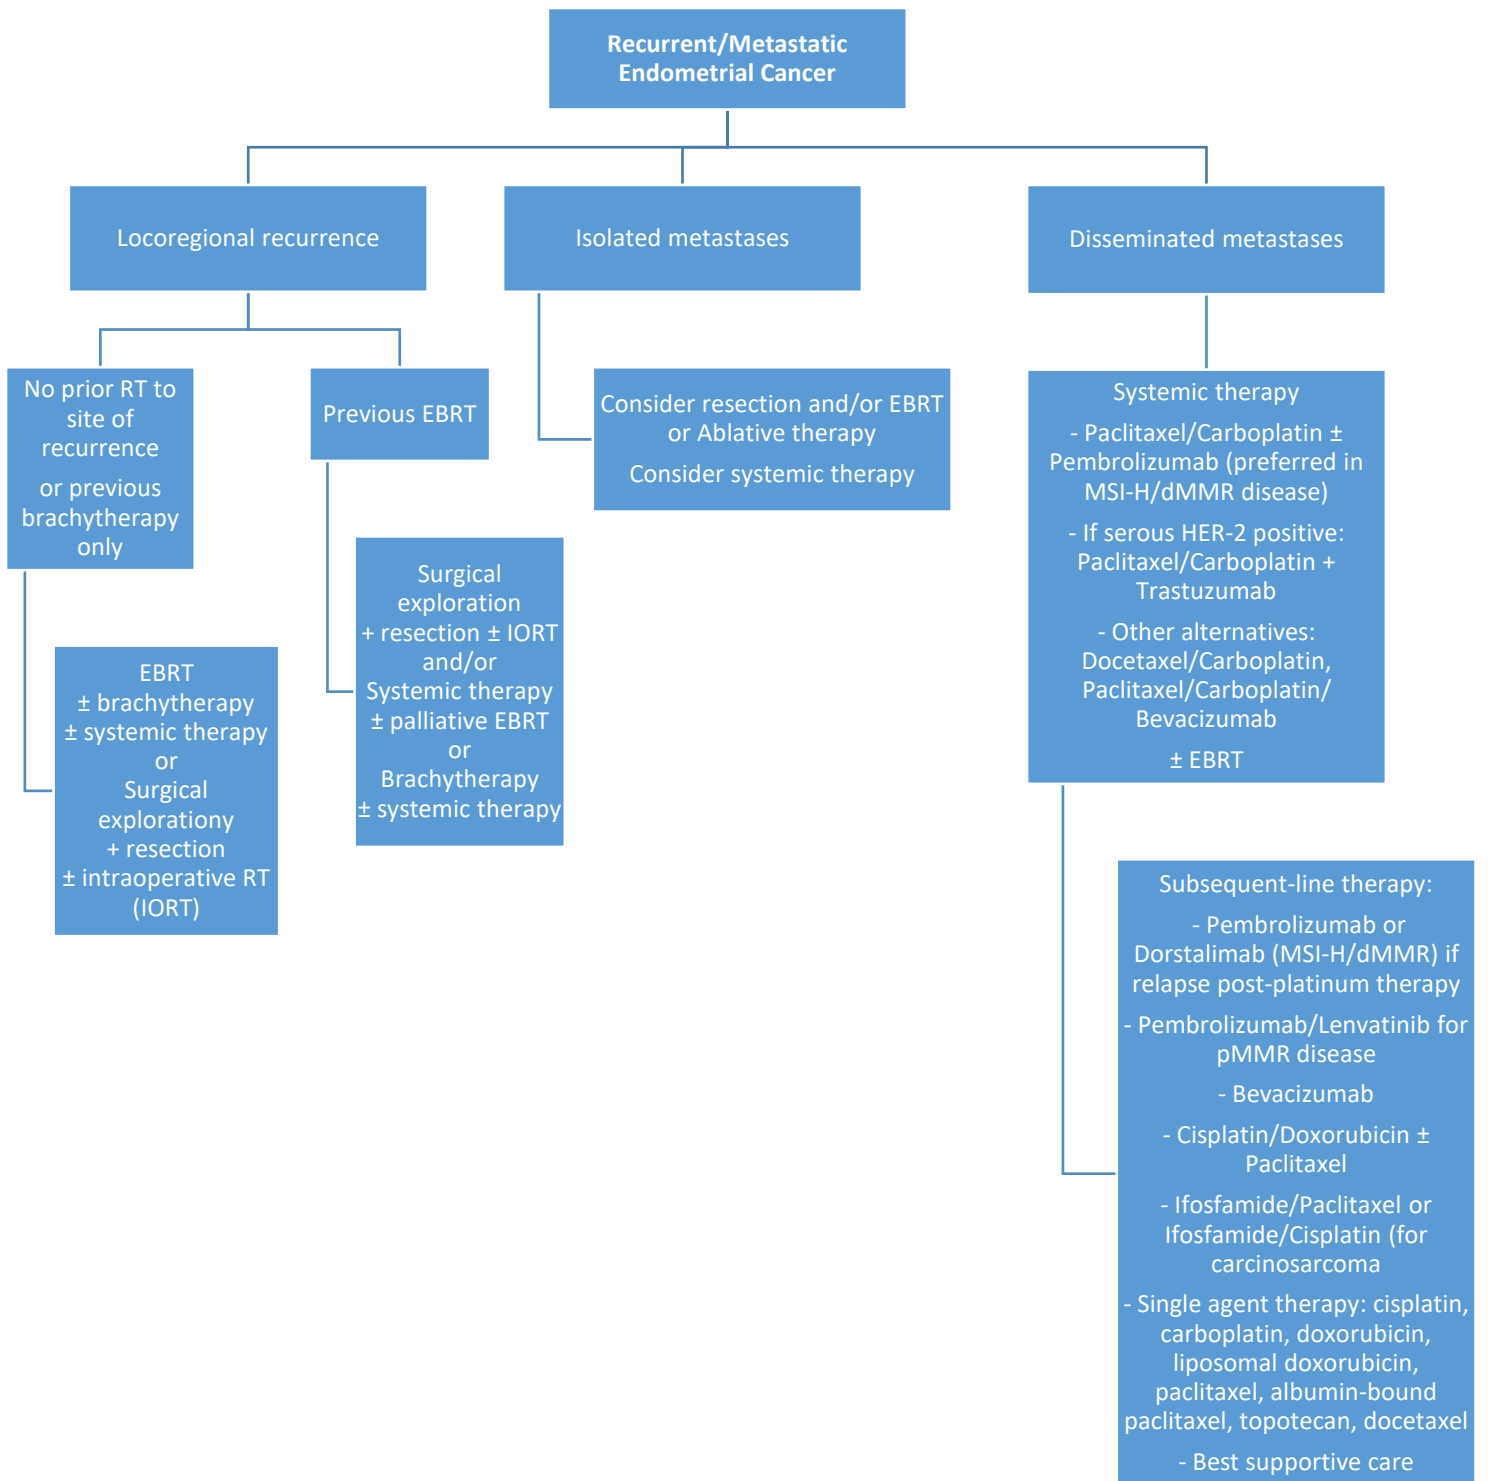 Recurrent/Metastatic
Endometrial Cancer
Locoregional recurrence
Isolated metastases
Disseminated metastases
No prior RT to
site of
recurrence
or previous
brachytherapy
only
Previous EBRT
Consider resection and/or EBRT
or Ablative therapy
Consider systemic therapy
Systemic therapy
- Paclitaxel/Carboplatin ±
Pembrolizumab (preferred in
MSI-H/dMMR disease)
- If serous HER-2 positive:
Paclitaxel/Carboplatin +
Trastuzumab
- Other alternatives:
Docetaxel/Carboplatin,
Paclitaxel/Carboplatin/
Bevacizumab
± EBRT
Surgical
exploration
+ resection ± IORT
and/or
Systemic therapy
± palliative EBRT
or
Brachytherapy
± systemic therapy
EBRT
± brachytherapy
± systemic therapy
or
Surgical
explorationy
+ resection
± intraoperative RT
(IORT)
Subsequent-line therapy:
- Pembrolizumab or
Dorstalimab (MSI-H/dMMR) if
relapse post-platinum therapy
- Pembrolizumab/Lenvatinib for
pMMR disease
- Bevacizumab
- Cisplatin/Doxorubicin ±
Paclitaxel
- Ifosfamide/Paclitaxel or
Ifosfamide/Cisplatin (for
carcinosarcoma
- Single agent therapy: cisplatin,
carboplatin, doxorubicin,
liposomal doxorubicin,
paclitaxel, albumin-bound
paclitaxel, topotecan, docetaxel
- Best supportive care